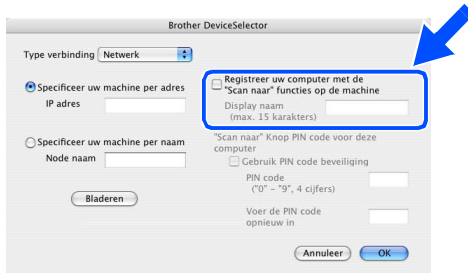 Brother DeviceSelector
Type verbinding Netwerk
Specificeer uw machine per adres
IP adres
Specificeer uw machine per naam
Node naam
Bladeren
Registreer uw computer met de
"Scan naar" functies op de machine
Display naam
(max. 15 karakters)
"Scan naar" Knop PIN code voor deze
computer
Gebruik PIN code beveiliging
PIN code
("0" – "9", 4 cijfers)
Voer de PIN code
opnieuw in
Annuleer OK